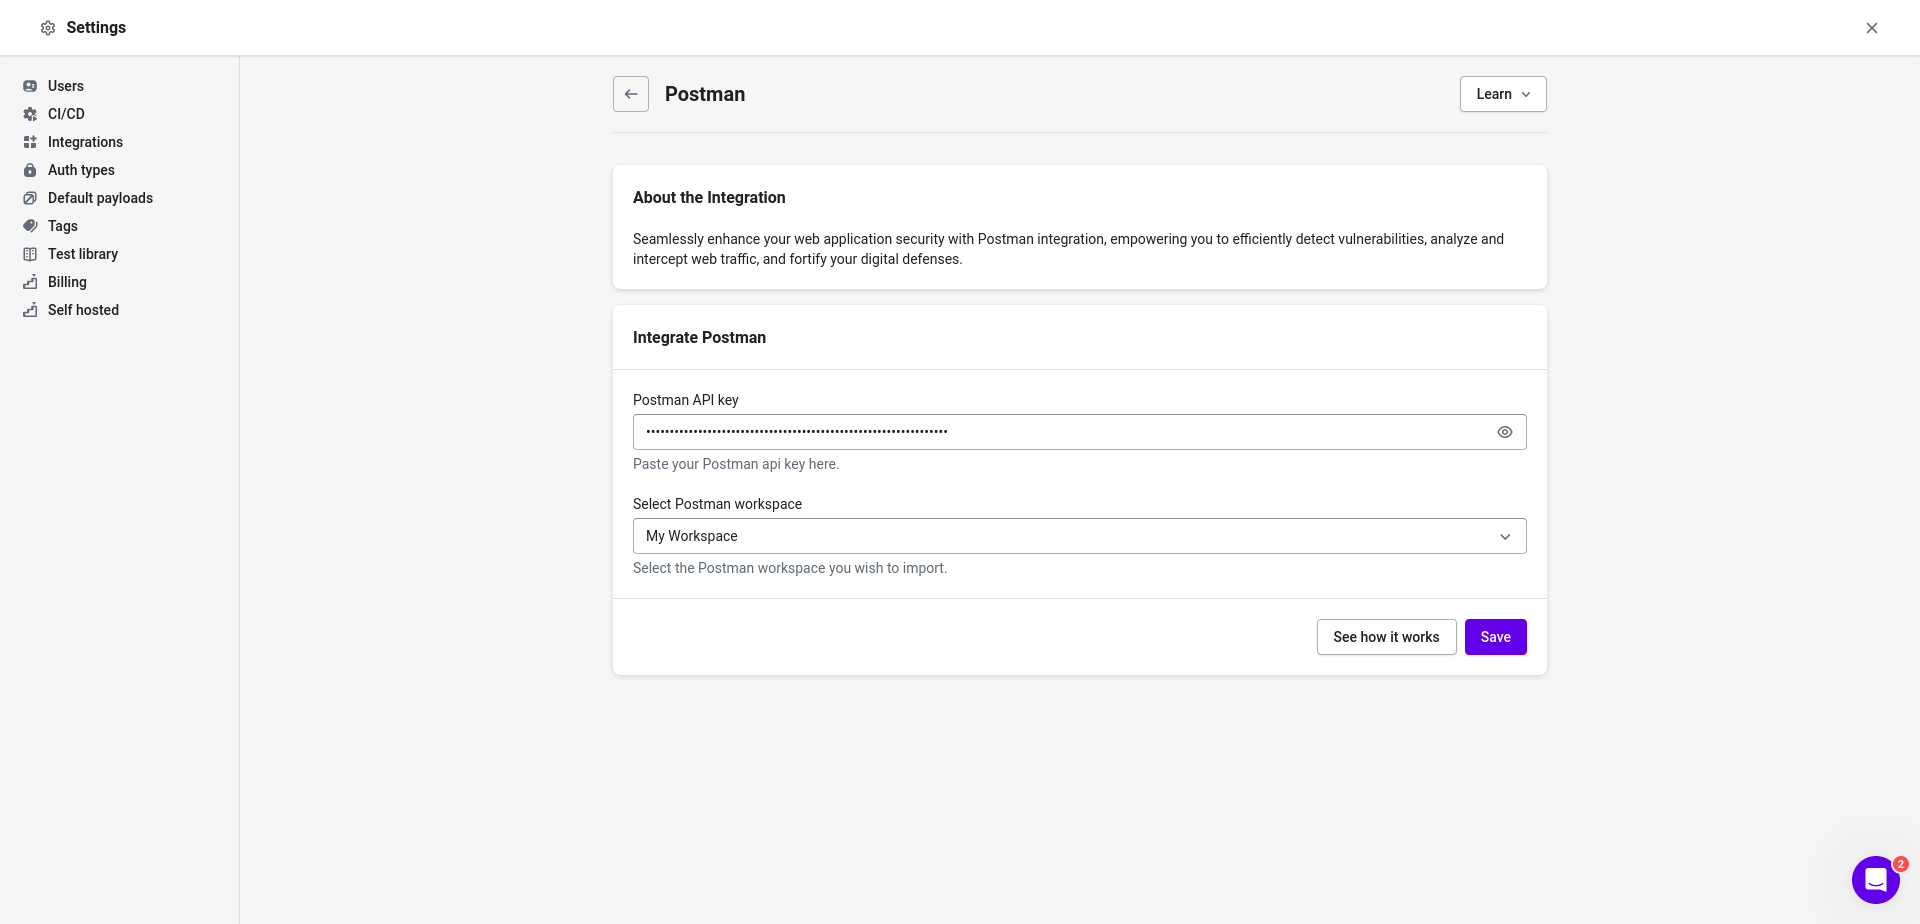 Settings
Users
CI/CD
Integrations
Auth types
Default payloads
Tags
Test library
Billing
Self hosted
Postman
Learn
About the Integration
Seamlessly enhance your web application security with Postman integration, empowering you to efficiently detect vulnerabilities, analyze and
intercept web traffic, and fortify your digital defenses.
Integrate Postman
Postman API key
Paste your Postman api key here.
Select Postman workspace
My Workspace
Select the Postman workspace you wish to import.
See how it works
Save
2